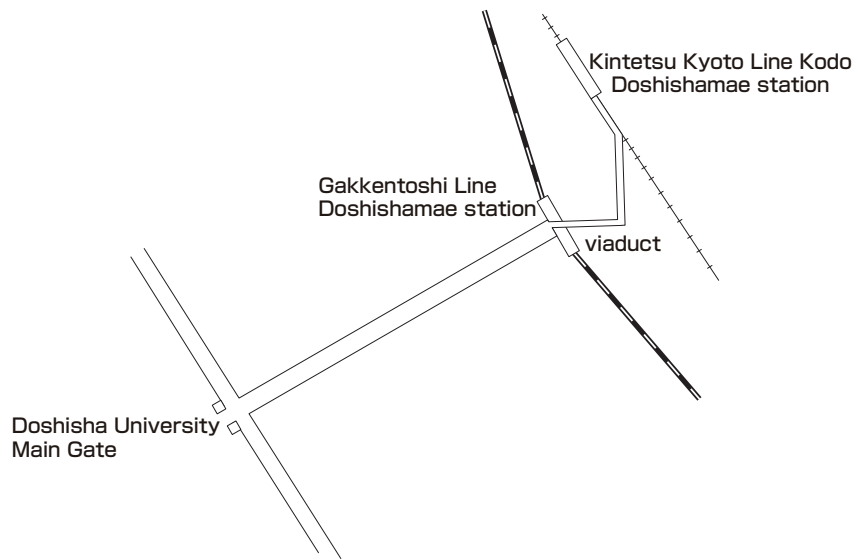 Kintetsu Kyoto Line Kodo
Doshishamae station
Gakkentoshi Line
Doshishamae station
viaduct
Doshisha University
Main Gate